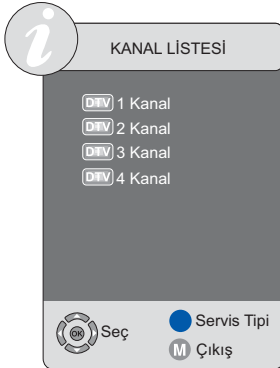 i
KANAL LİSTESİ
DTV 1 Kanal
DTV 2 Kanal
DTV 3 Kanal
DTV 4 Kanal
OK Seç
Servis Tipi
M Çıkış